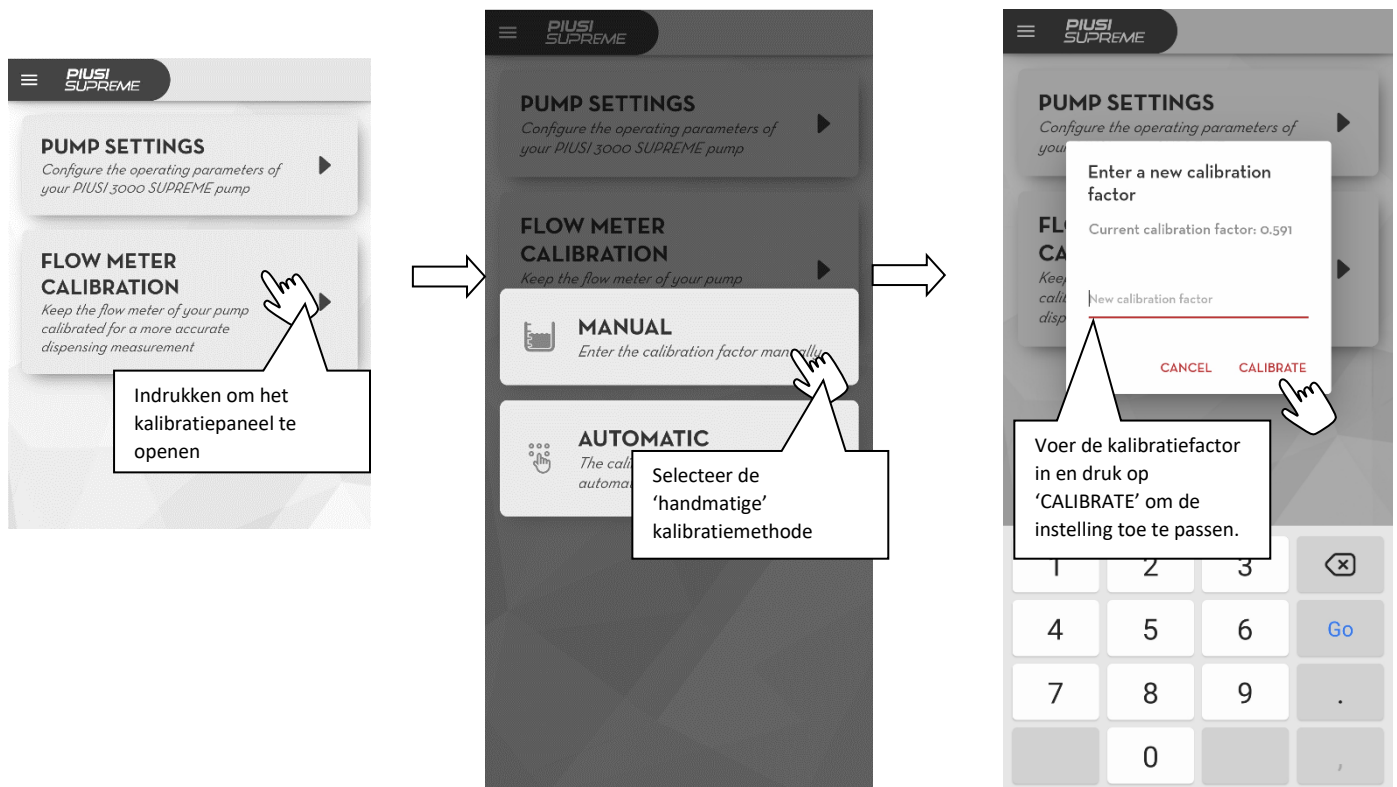 PIUSI
SUPREME
PUMP SETTINGS
Configure the operating parameters of
your PIUSI 3000 SUPREME pump
FLOW METER
CALIBRATION
Keep the flow meter of your pump
calibrated for a more accurate
dispensing measurement
Indrukken om het
kalibratiepaneel te
openen
PIUSI
SUPREME
PUMP SETTINGS
Configure the operating parameters of
your PIUSI 3000 SUPREME pump
FLOW METER
CALIBRATION
Keep the flow meter of your pump
MANUAL
Enter the calibration factor manually
AUTOMATIC
The
Selecteer de
‘handmatige’
kalibratiemethode
PIUSI
SUPREME
PUMP SETTINGS
Configure the operating parameters of
Enter a new calibration
factor
Current calibration factor: 0.591
New calibration factor
CANCEL CALIBRATE
Voer de kalibratiefactor
in en druk op
‘CALIBRATE’ om de
instelling toe te passen.
1 2 3
4 5 6 Go
7 8 9 .
0 ,